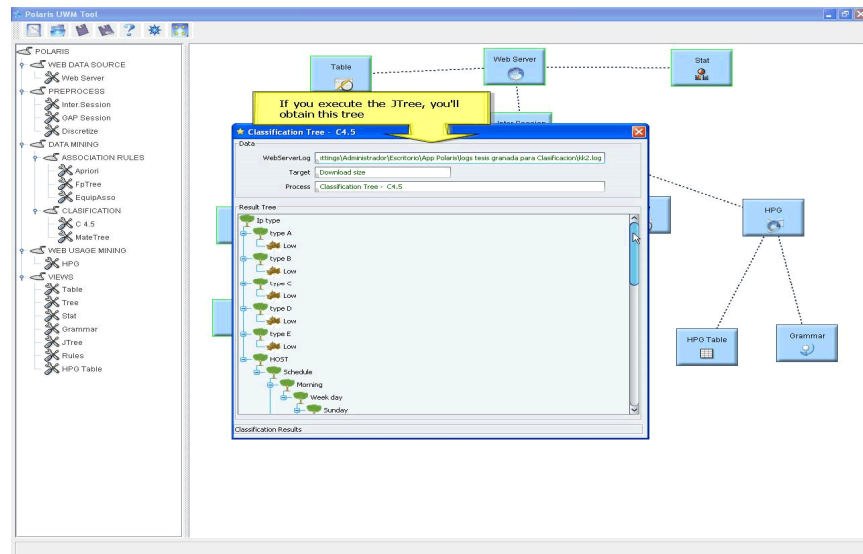 Polaris UWM Tool
POLARIS
WEB DATA SOURCE
Web Server
PREPROCESS
Inter.Session
GAP Session
Discretize
DATA MINING
ASSOCIATION RULES
Apriori
FpTree
EquipAsso
CLASIFICATION
C 4.5
MateTree
WEB USAGE MINING
HPG
VIEWS
Table
Tree
Stat
Grammar
JTree
Rules
HPG Table
Table
Web Server
Stat
Inter Session
HPG
HPG Table
Grammar
If you execute the JTree, you'll
obtain this tree
Classification Tree - C4.5
Data
WebServerLog ittings\Administrador\Escritorio\App Polaris\logs tesis granada para Clasificacion\kk2.log
Target Download size
Process Classification Tree - C4.5
Result Tree
Ip type
type A
Low
type B
Low
type C
Low
type D
Low
type E
Low
HOST
Schedule
Morning
Week day
Sunday
Classification Results